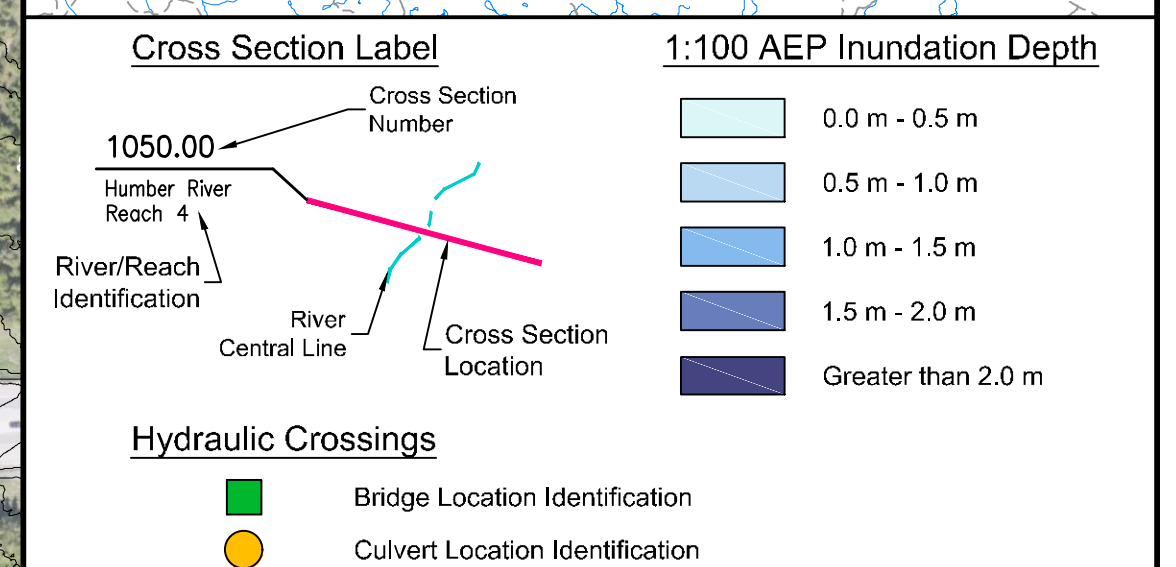 Cross Section Label
Cross Section
Number
1050.00
Humber River
Reach 4
River/Reach
Identification
River
Central Line
Cross Section
Location
1:100 AEP Inundation Depth
0.0 m - 0.5 m
0.5 m - 1.0 m
1.0 m - 1.5 m
1.5 m - 2.0 m
Greater than 2.0 m
Hydraulic Crossings
Bridge Location Identification
Culvert Location Identification